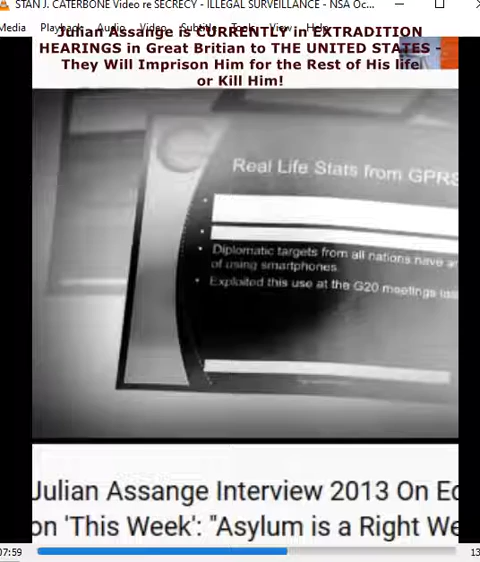 STAN J. CATERBONE Video re SECRECY - ILLEGAL SURVEILLANCE - NSA Oc...
Media Playback Audio Video Subtitle Tools View Help
Julian Assange is CURRENTLY in EXTRADITION
HEARINGS in Great Britian to THE UNITED STATES -
They Will Imprison Him for the Rest of His life
or Kill Him!
Real Life Stats from GPRS
• Diplomatic targets from all nations have a
of using smartphones.
• Exploited this use at the G20 meetings las
Julian Assange Interview 2013 On Ec
on 'This Week': "Asylum is a Right We
07:59
13